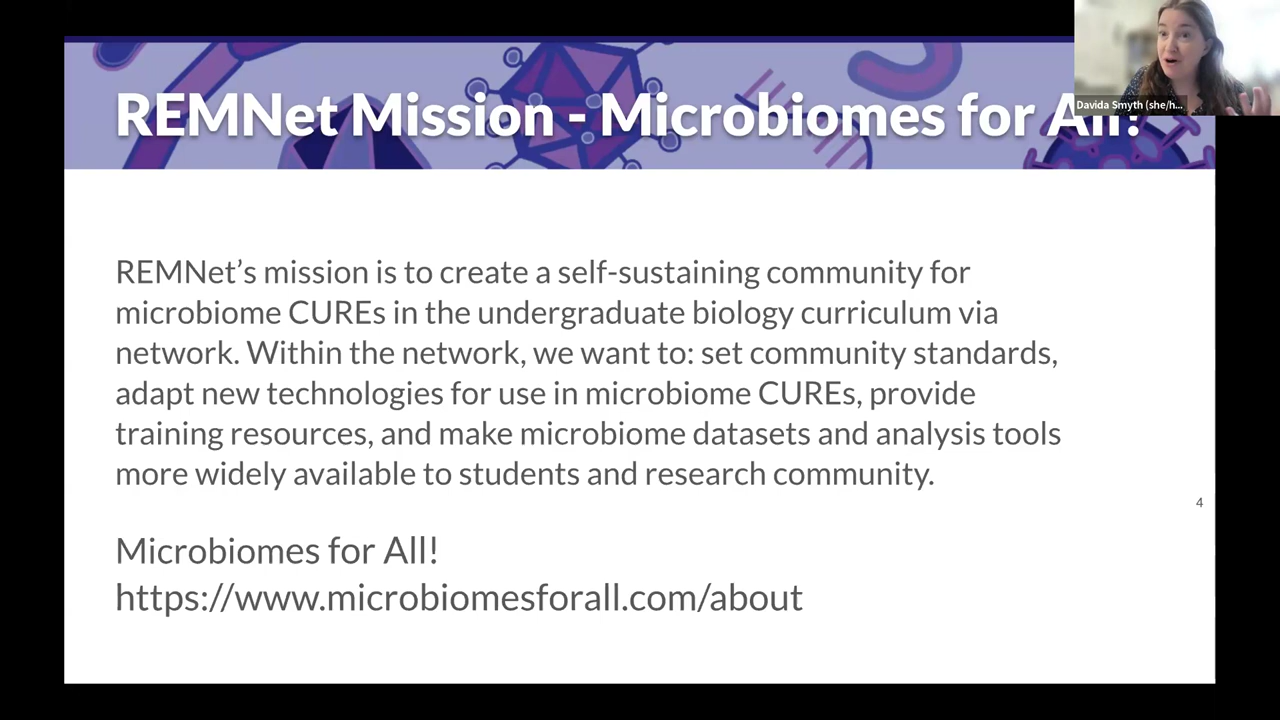 REMNet Mission - Microbiomes for All!
Davida Smyth (she/h...
REMNet’s mission is to create a self-sustaining community for
microbiome CUREs in the undergraduate biology curriculum via
network. Within the network, we want to: set community standards,
adapt new technologies for use in microbiome CUREs, provide
training resources, and make microbiome datasets and analysis tools
more widely available to students and research community.
4
Microbiomes for All!
https://www.microbiomesforall.com/about